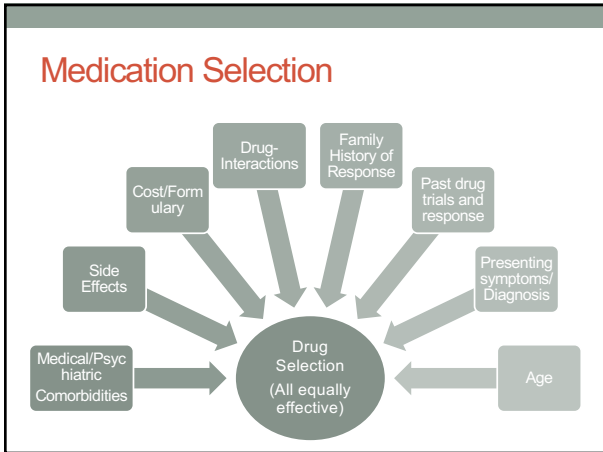 Medication Selection
Drug-
Interactions
Family
History of
Response
Cost/Form
ulary
Past drug
trials and
response
Side
Effects
Presenting
symptoms/
Diagnosis
Medical/Psyc
hiatric
Comorbidities
Drug
Selection
(All equally
effective)
Age